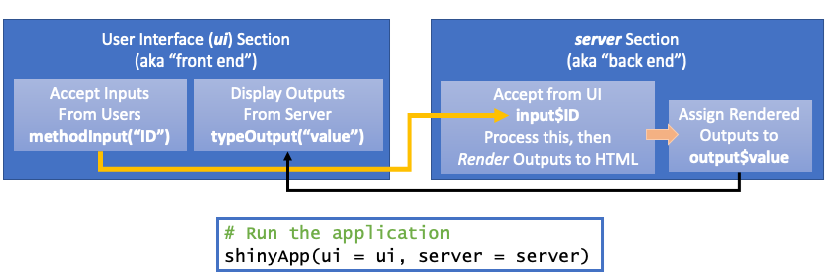 User Interface (ui) Section
(aka “front end”)
Accept Inputs
From Users
methodInput(“ID”)
Display Outputs
From Server
typeOutput(“value”)
server Section
(aka “back end”)
Accept from UI
input$ID
Process this, then
Render Outputs to HTML
Assign Rendered
Outputs to
output$value
# Run the application
shinyApp(ui = ui, server = server)